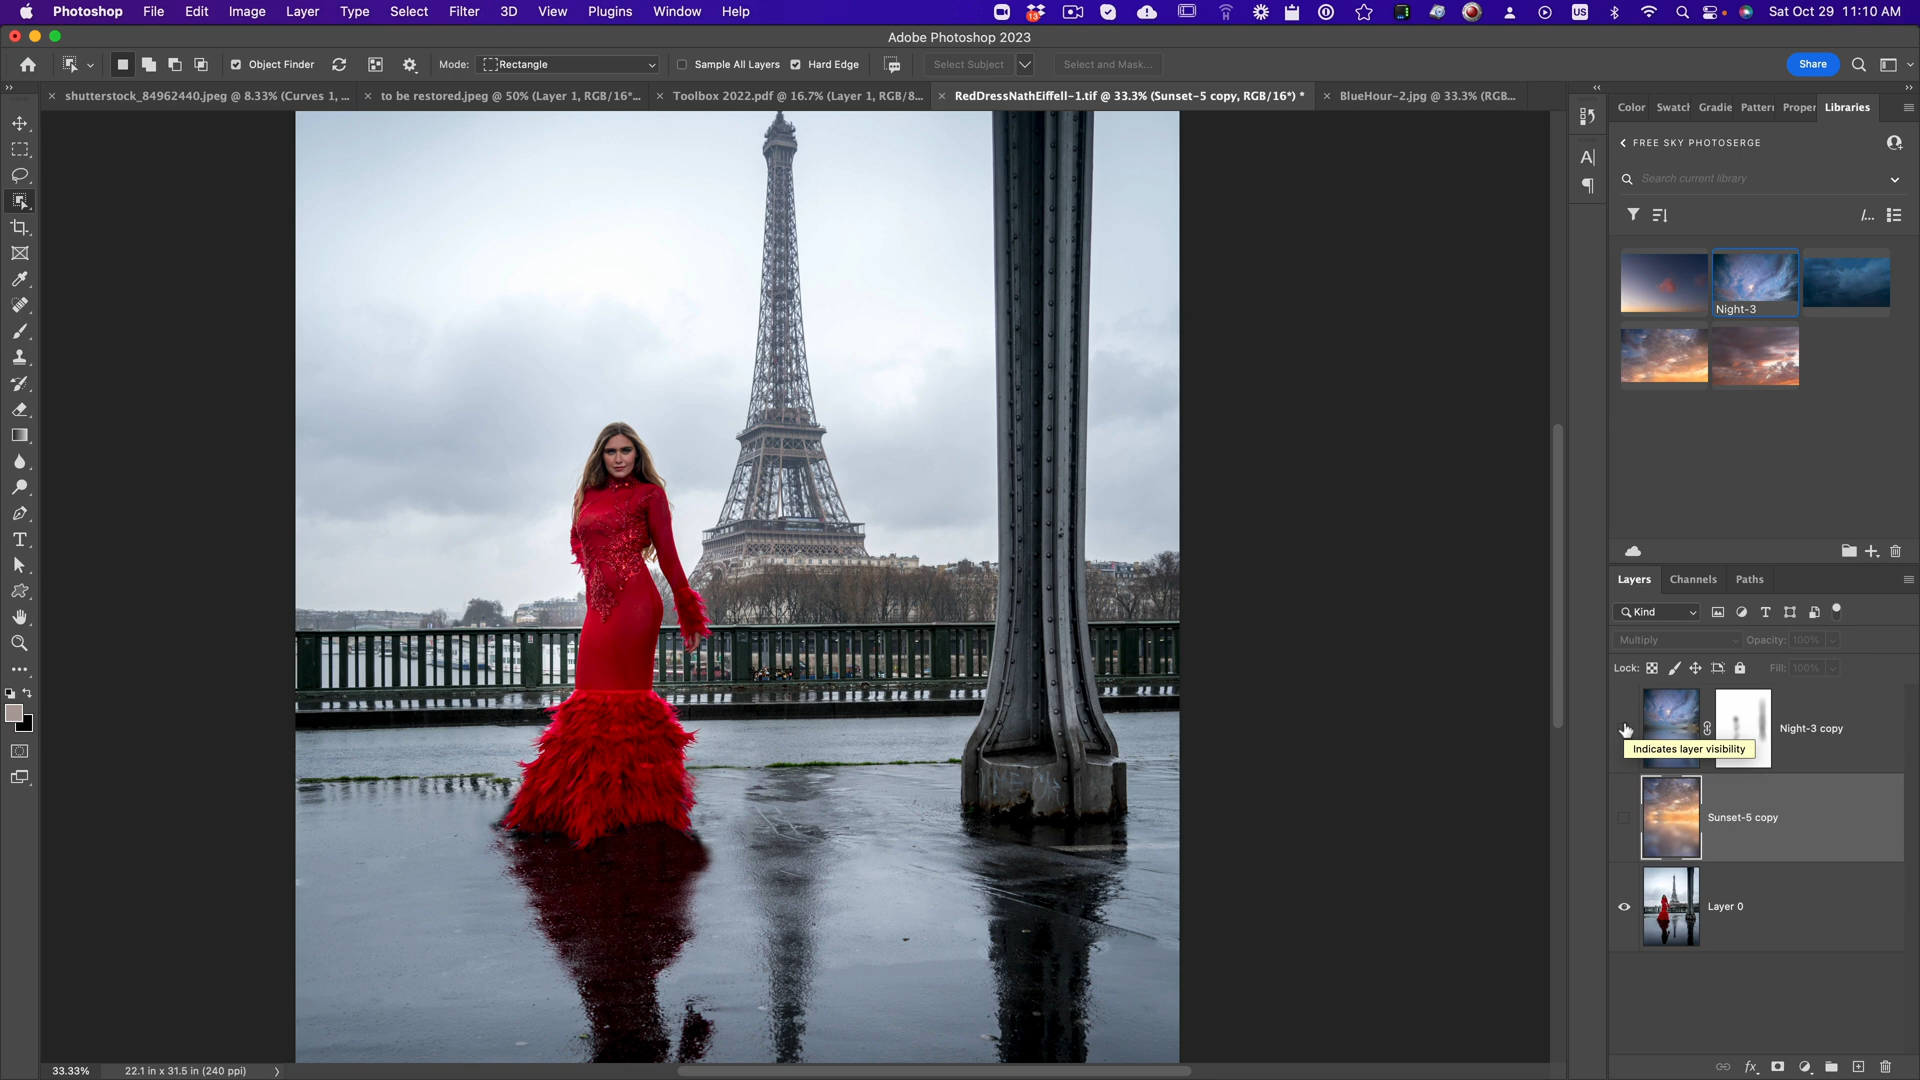 Photoshop File Edit Image Layer Type Select Filter 3D View Plugins Window Help 13 US Sat Oct 29 11:10 AM
Adobe Photoshop 2023
Object Finder Mode: Rectangle Sample All Layers Hard Edge Select Subject Select and Mask... Share
shutterstock_84962440.jpeg @ 8.33% (Curves 1, ... to be restored.jpeg @ 50% (Layer 1, RGB/16*... Toolbox 2022.pdf @ 16.7% (Layer 1, RGB/8... RedDressNathEiffell-1.tif @ 33.3% (Sunset-5 copy, RGB/16*) * BlueHour-2.jpg @ 33.3% (RGB...
Color Swatch Gradie Pattern Proper Libraries
FREE SKY PHOTOSERGE
Search current library
/...
Night-3
Layers Channels Paths
Kind
Multiply Opacity: 100%
Lock: Fill: 100%
Night-3 copy
Indicates layer visibility
Sunset-5 copy
Layer 0
33.33% 22.1 in x 31.5 in (240 ppi)